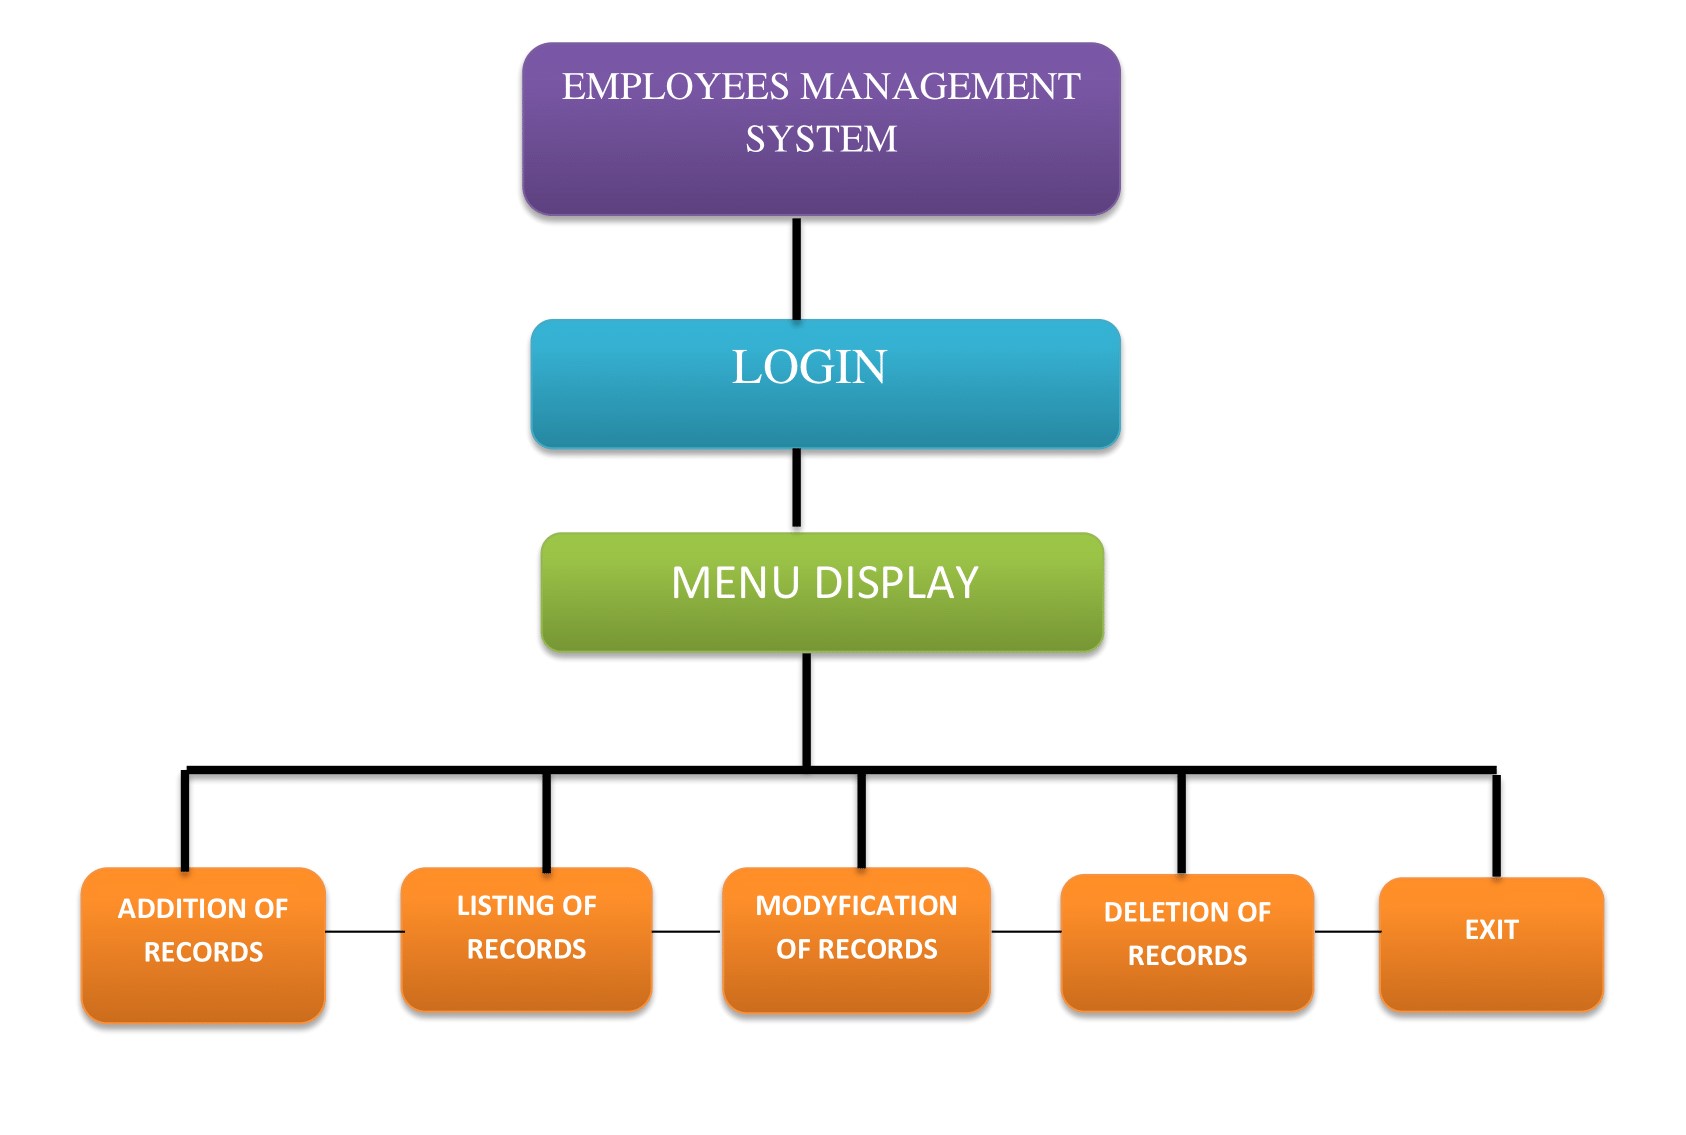 EMPLOYEES MANAGEMENT
SYSTEM
LOGIN
MENU DISPLAY
ADDITION OF
RECORDS
LISTING OF
RECORDS
MODYFICATION
OF RECORDS
DELETION OF
RECORDS
EXIT